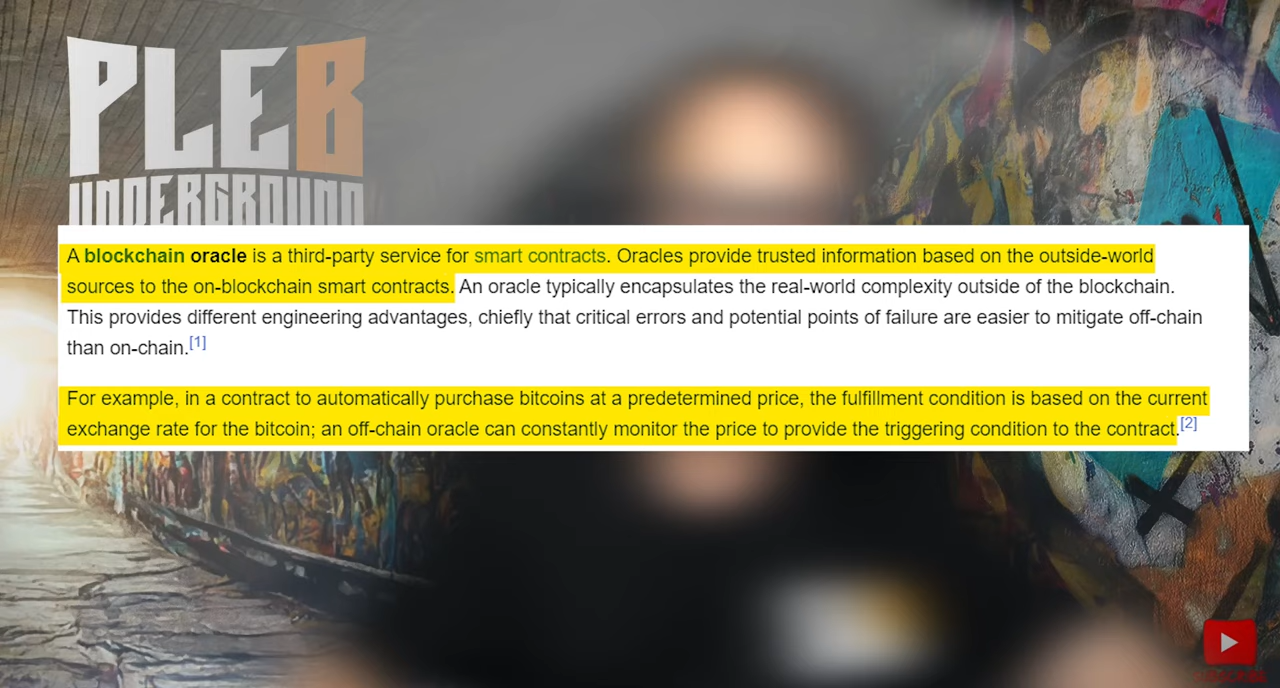 PLEB
UNDERGROUND
A blockchain oracle is a third-party service for smart contracts. Oracles provide trusted information based on the outside-world
sources to the on-blockchain smart contracts. An oracle typically encapsulates the real-world complexity outside of the blockchain.
This provides different engineering advantages, chiefly that critical errors and potential points of failure are easier to mitigate off-chain
than on-chain.[1]
For example, in a contract to automatically purchase bitcoins at a predetermined price, the fulfillment condition is based on the current
exchange rate for the bitcoin; an off-chain oracle can constantly monitor the price to provide the triggering condition to the contract.[2]
SUBSCRIBE